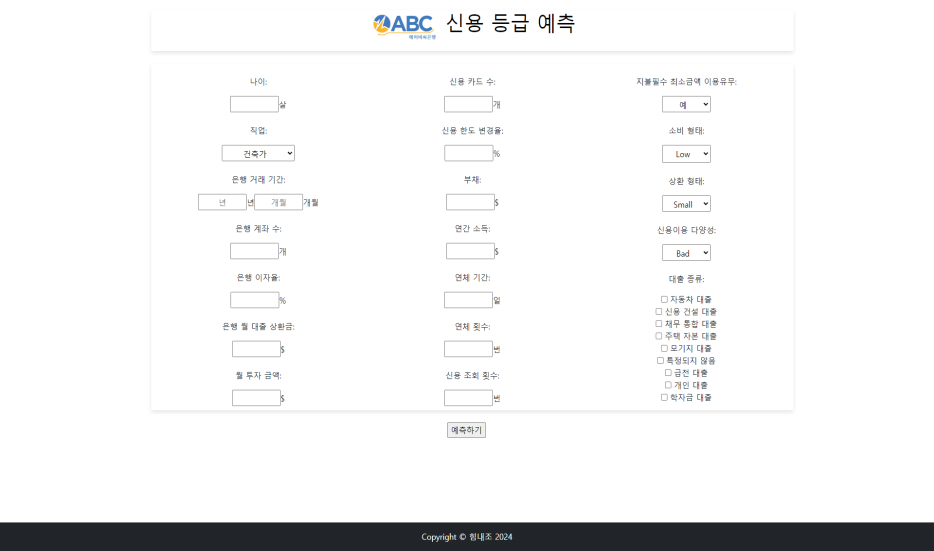 ABC 신용 등급 예측
에이비씨은행
나이:
살
직업:
건축가
은행 거래 기간:
년 년 개월 개월
은행 계좌 수:
개
은행 이자율:
%
은행 월 대출 상환금:
$
월 투자 금액:
$
신용 카드 수:
개
신용 한도 변경율:
%
부채:
$
연간 소득:
$
연체 기간:
일
연체 횟수:
번
신용 조회 횟수:
번
지불필수 최소금액 이용유무:
예
소비 형태:
Low
상환 형태:
Small
신용이용 다양성:
Bad
대출 종류:
자동차 대출
신용 건설 대출
채무 통합 대출
주택 자본 대출
모기지 대출
특정되지 않음
급전 대출
개인 대출
학자금 대출
예측하기
Copyright © 힘내조 2024